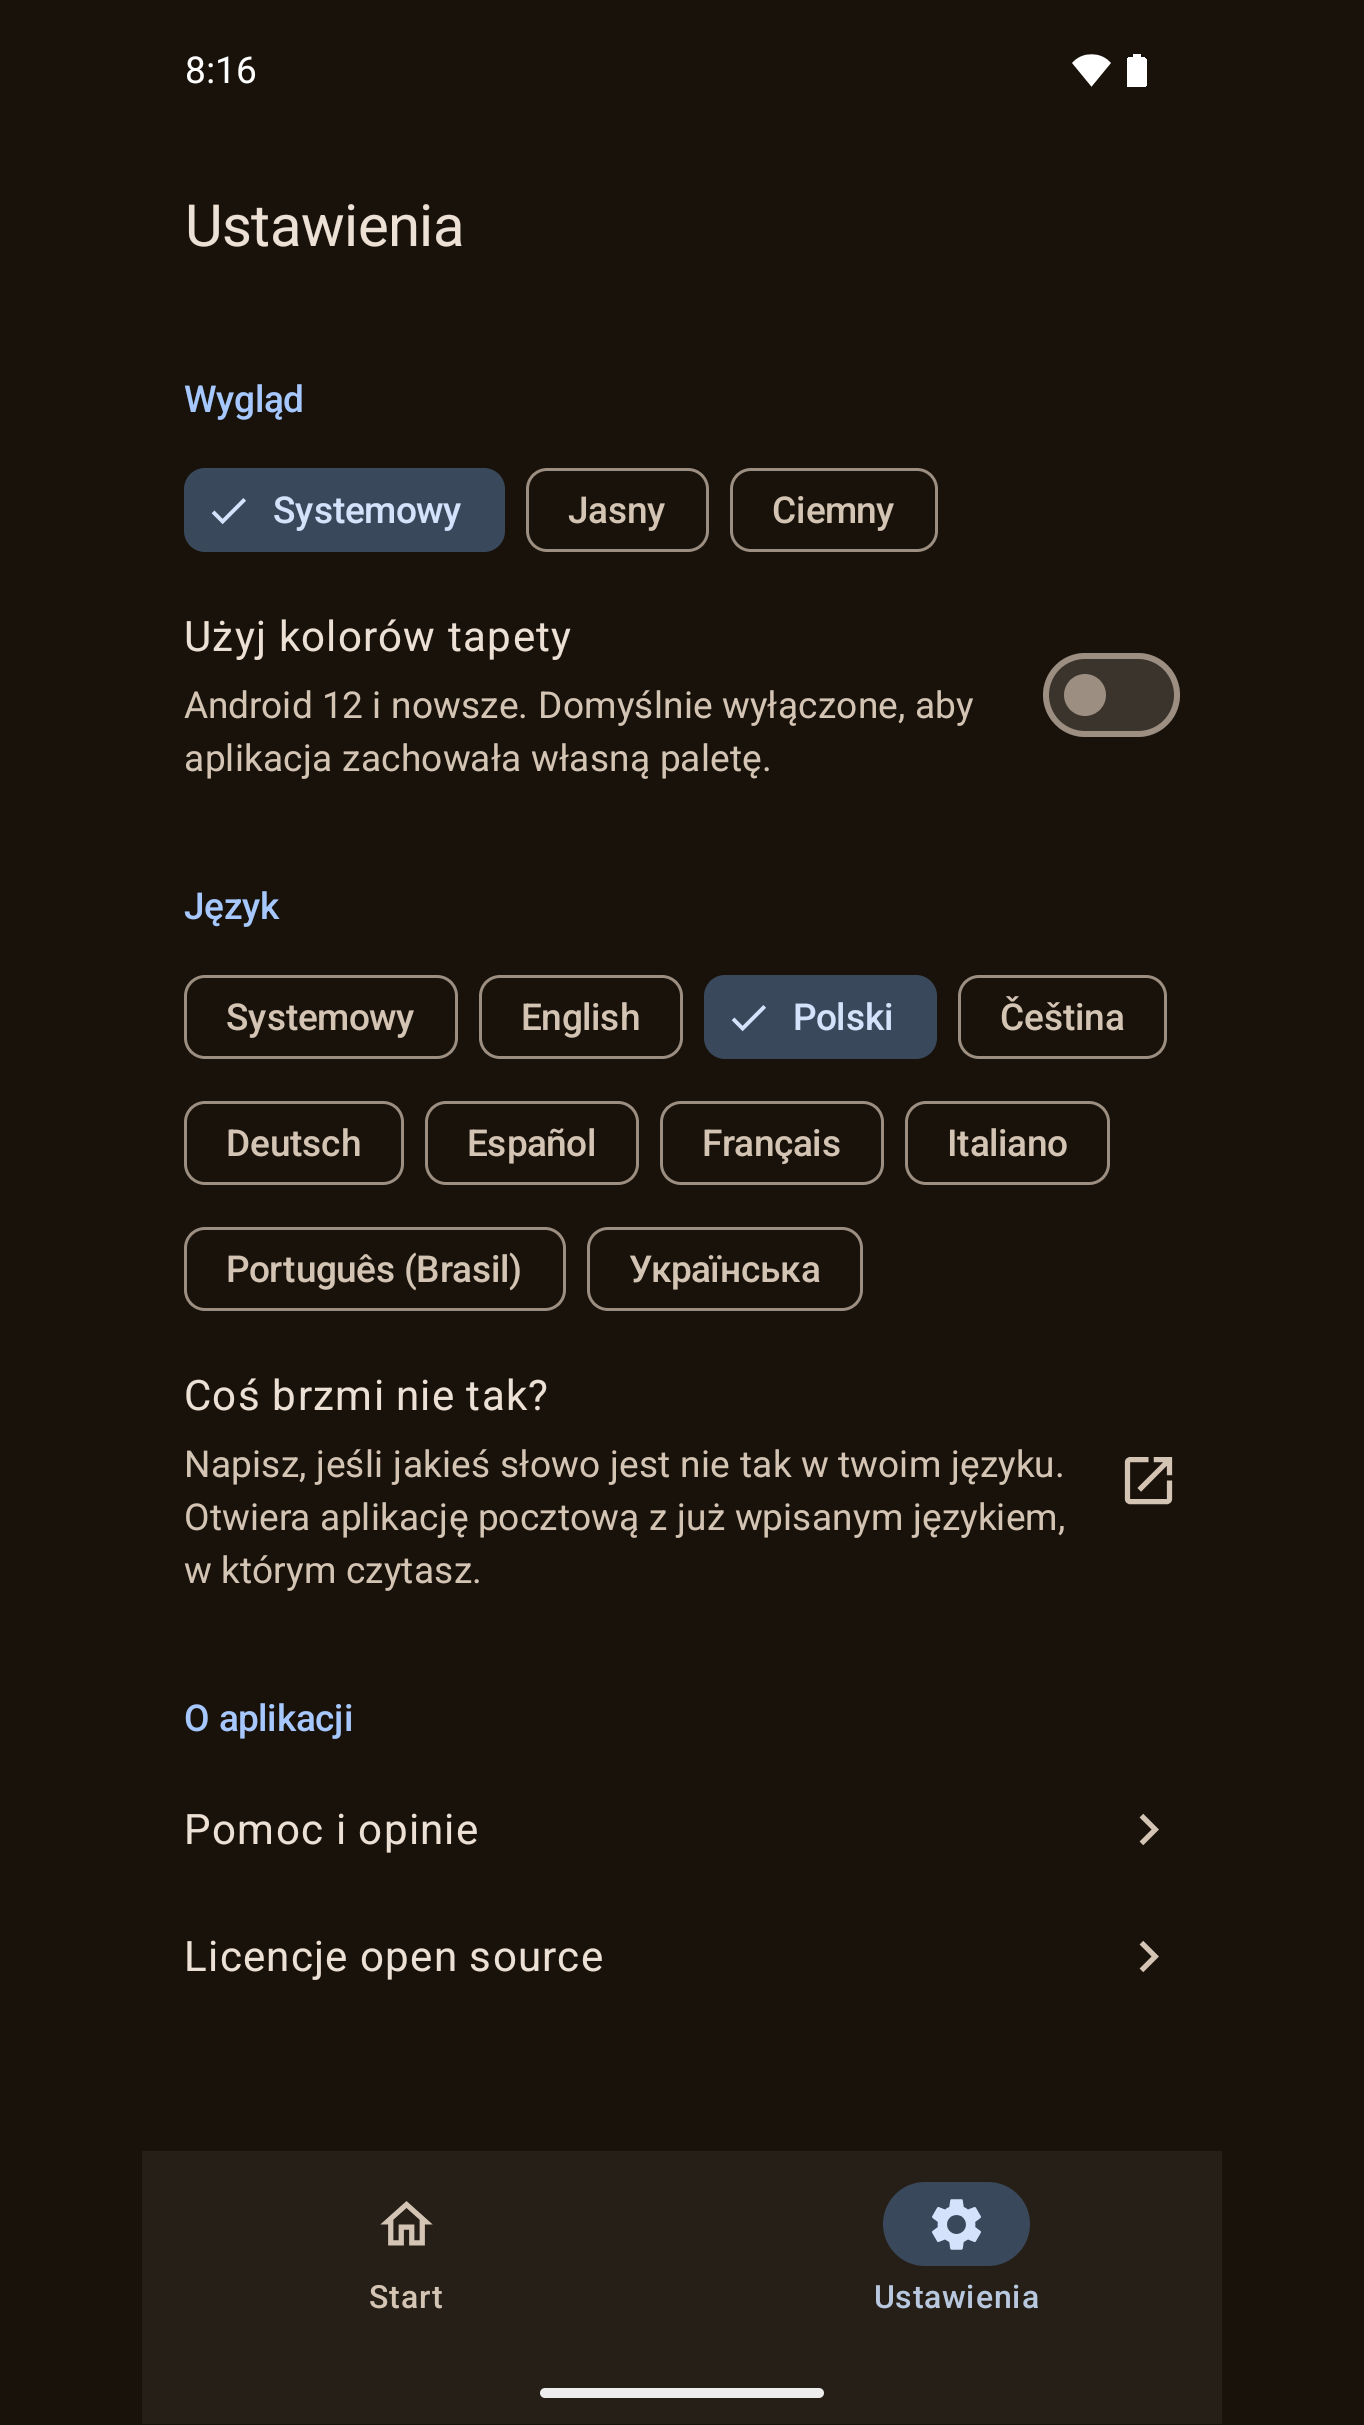 8:16
Ustawienia
Wygląd
Systemowy
Jasny
Ciemny
Użyj kolorów tapety
Android 12 i nowsze. Domyślnie wyłączone, aby
aplikacja zachowała własną paletę.
Język
Systemowy
English
Polski
Čeština
Deutsch
Español
Français
Italiano
Português (Brasil)
Українська
Coś brzmi nie tak?
Napisz, jeśli jakieś słowo jest nie tak w twoim języku.
Otwiera aplikację pocztową z już wpisanym językiem,
w którym czytasz.
O aplikacji
Pomoc i opinie
Licencje open source
Start
Ustawienia